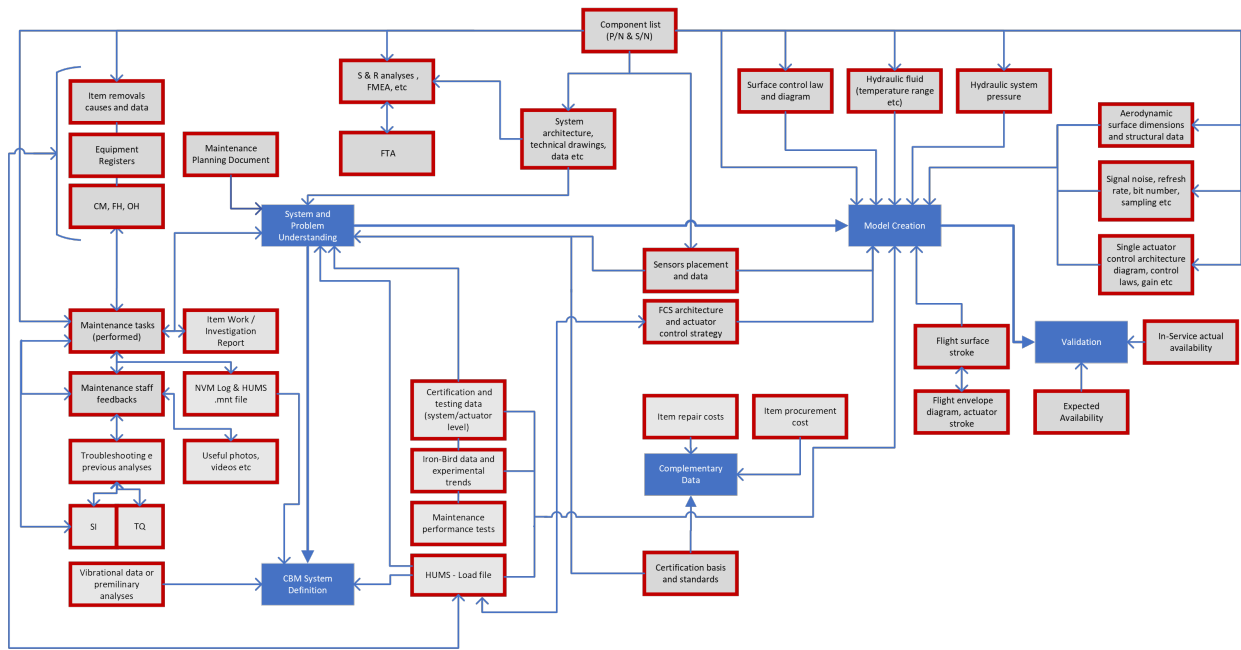 Component list
(P/N & S/N)
Item removals
causes and data
S & R analyses ,
FMEA, etc
Surface control law
and diagram
Hydraulic fluid
(temperature range
etc)
Hydraulic system
pressure
Equipment
Registers
Maintenance
Planning Document
FTA
System
architecture,
technical drawings,
data etc
Aerodynamic
surface dimensions
and structural data
CM, FH, OH
System and
Problem
Understanding
Model Creation
Signal noise, refresh
rate, bit number,
sampling etc
Sensors placement
and data
Single actuator
control architecture
diagram, control
laws, gain etc
Maintenance tasks
(performed)
Item Work /
Investigation
Report
FCS architecture
and actuator
control strategy
Flight surface
stroke
Validation
In-Service actual
availability
Maintenance staff
feedbacks
NVM Log & HUMS
.mnt file
Certification and
testing data
(system/actuator
level)
Item repair costs
Item procurement
cost
Flight envelope
diagram, actuator
stroke
Expected
Availability
Troubleshooting e
previous analyses
Useful photos,
videos etc
Iron-Bird data and
experimental
trends
Complementary
Data
SI
TQ
Maintenance
performance tests
Vibrational data or
premilinary
analyses
CBM System
Definition
HUMS - Load file
Certification basis
and standards